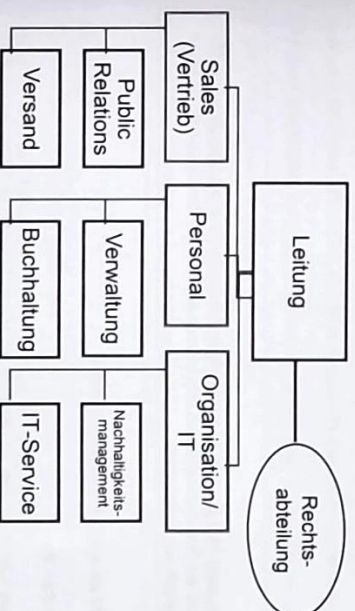 Leitung
Rechts-
abteilung
Sales
(Vertrieb)
Personal
Organisation/
IT
Public
Relations
Verwaltung
Nachhaltigkeits-
management
Versand
Buchhaltung
IT-Service